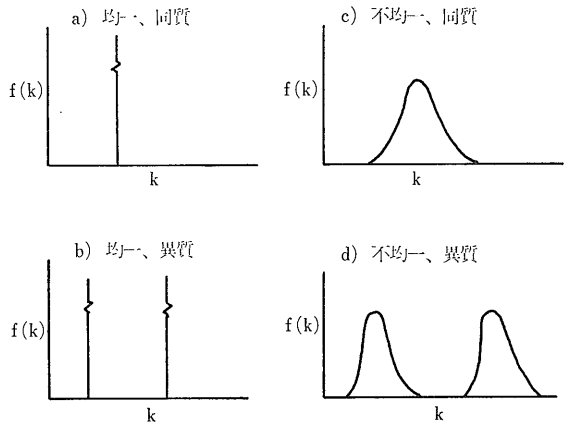 a) 均一、同質
f(k)
k
c) 不均一、同質
f(k)
k
b) 均一、異質
f(k)
k
d) 不均一、異質
f(k)
k